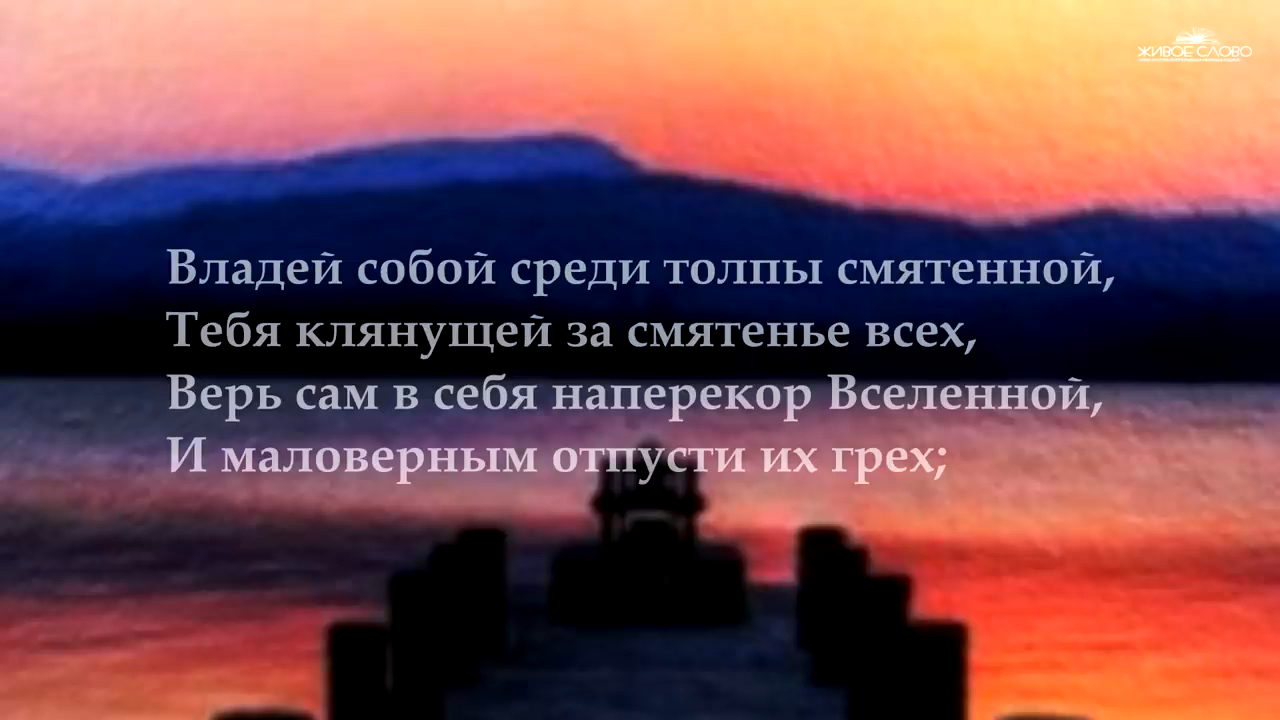 ЖИВОЕ СЛОВО
Владей собой среди толпы смятенной,
Тебя клянущей за смятенье всех,
Верь сам в себя наперекор Вселенной,
И маловерным отпусти их грех;